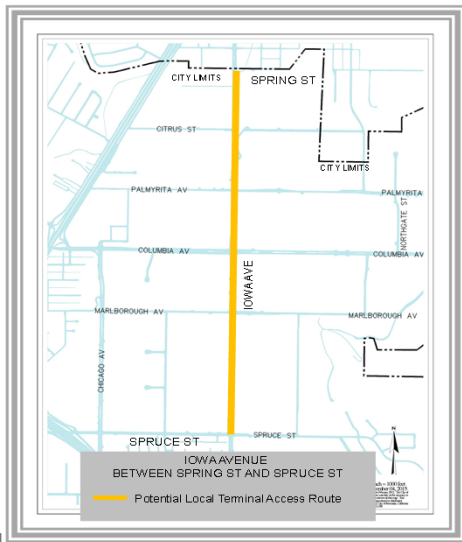 SPRING ST
CITY LIMITS
CITRUS ST
CITY LIMITS
PALMYRITA AV
PALMYRITA
NORTHGATE ST
COLUMBIA AV
COLUMBIA AV
IOWA AVE
MARLBOROUGH AV
MARLBOROUGH AV
CHICAGO AV
SPRUCE ST
SPRUCE ST
N
IOWA AVENUE
BETWEEN SPRING ST AND SPRUCE ST
Potential Local Terminal Access Route
= 1000 feet